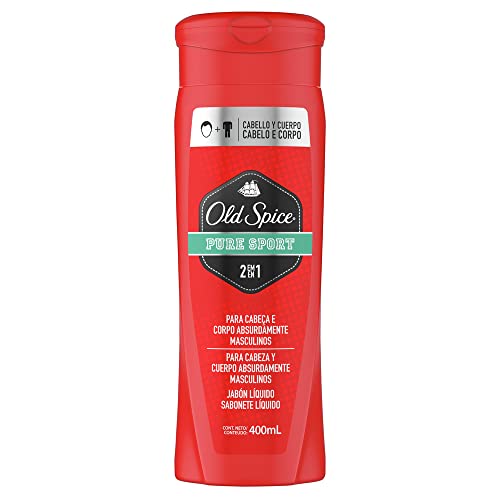 +
CABELLO Y CUERPO
CABELO E CORPO
Old Spice
PURE SPORT
2 EM EN 1
PARA CABEÇA E
CORPO ABSURDAMENTE
MASCULINOS
PARA CABEZA Y
CUERPO ABSURDAMENTE
MASCULINOS
JABÓN LÍQUIDO
SABONETE LÍQUIDO
CONT. NETO/
CONTEÚDO: 400mL